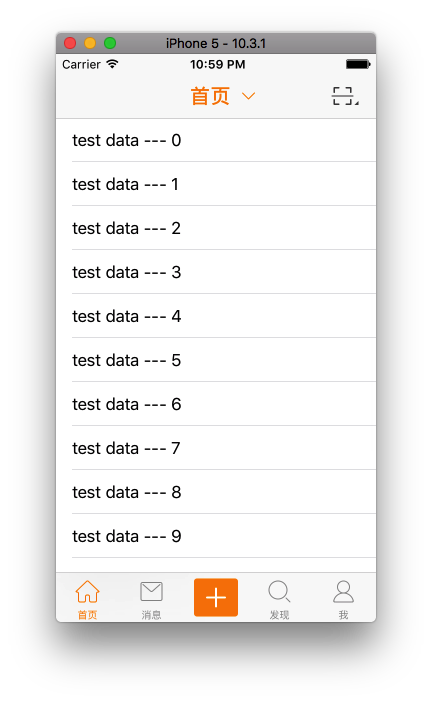 iPhone 5 - 10.3.1
Carrier 10:59 PM
首页
test data --- 0
test data --- 1
test data --- 2
test data --- 3
test data --- 4
test data --- 5
test data --- 6
test data --- 7
test data --- 8
test data --- 9
首页 消息 发现 我